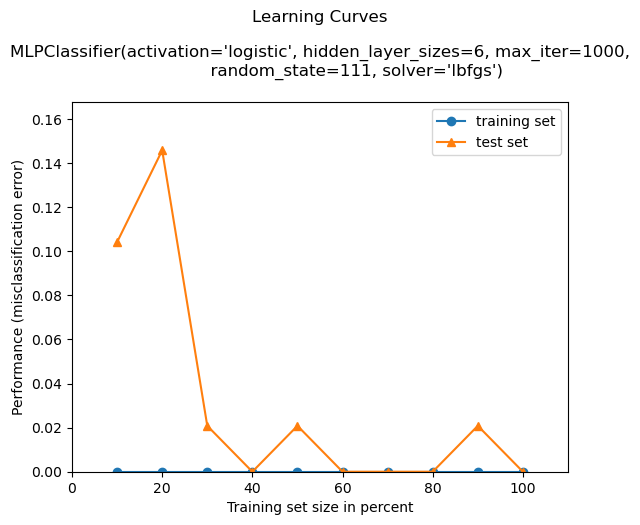 Learning Curves
MLPClassifier(activation='logistic', hidden_layer_sizes=6, max_iter=1000,
random_state=111, solver='lbfgs')
training set
test set
Performance (misclassification error)
0.16
0.14
0.12
0.10
0.08
0.06
0.04
0.02
0.00
0 20 40 60 80 100
Training set size in percent